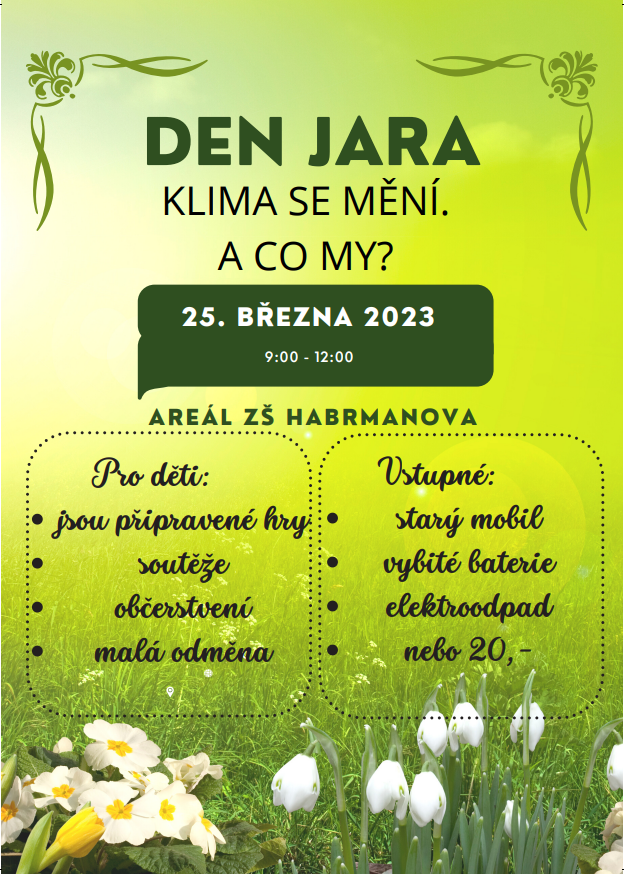 DEN JARA
KLIMA SE MĚNÍ.
A CO MY?
25. BŘEZNA 2023
9:00 - 12:00
AREÁL ZŠ HABRMANOVA
Pro děti:
• jsou připravené hry
• soutěže
• občerstvení
• malá odměna
Vstupné:
• starý mobil
• vybité baterie
• elektroodpad
• nebo 20,-